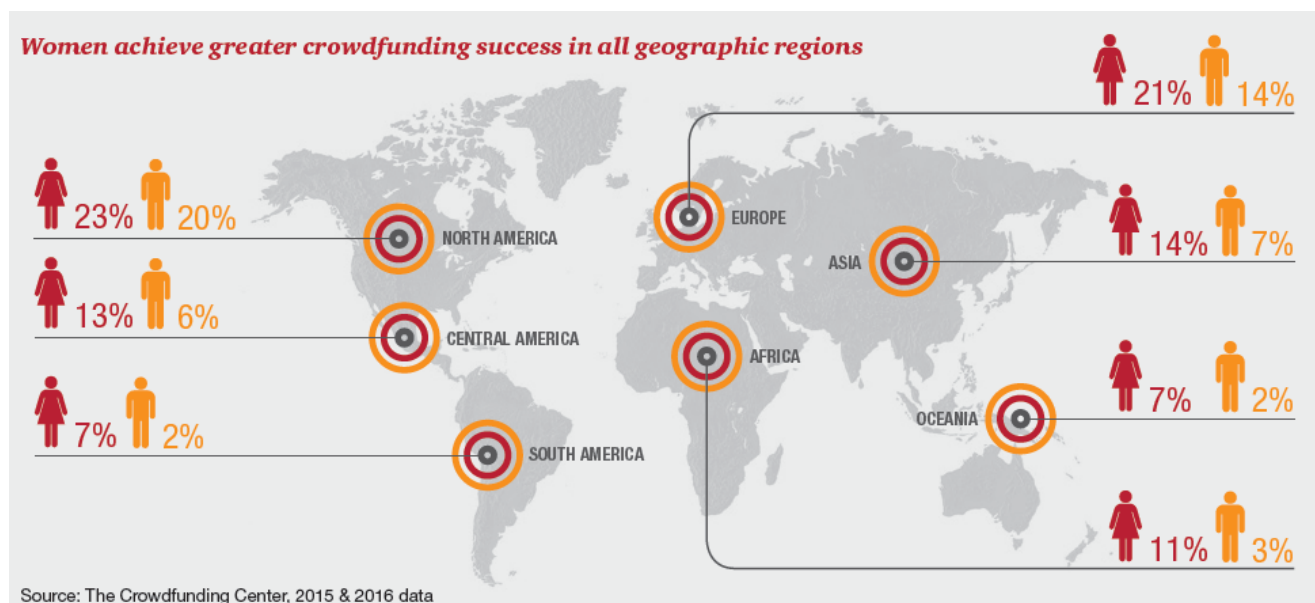 Women achieve greater crowdfunding success in all geographic regions
21% 14%
EUROPE
23% 20%
NORTH AMERICA
14% 7%
ASIA
13% 6%
CENTRAL AMERICA
AFRICA
7% 2%
OCEANIA
7% 2%
SOUTH AMERICA
11% 3%
Source: The Crowdfunding Center, 2015 & 2016 data